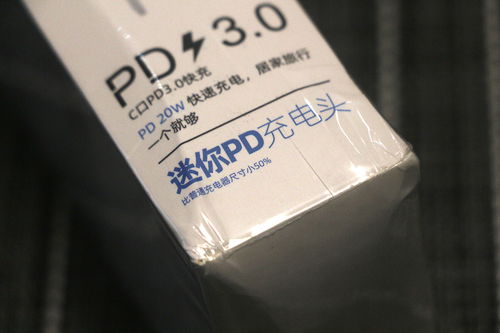 PD⚡3.0
C口PD3.0快充
PD 20W 快速充电，居家旅行
一个就够
迷你PD充电头
比普通充电器尺寸小50%